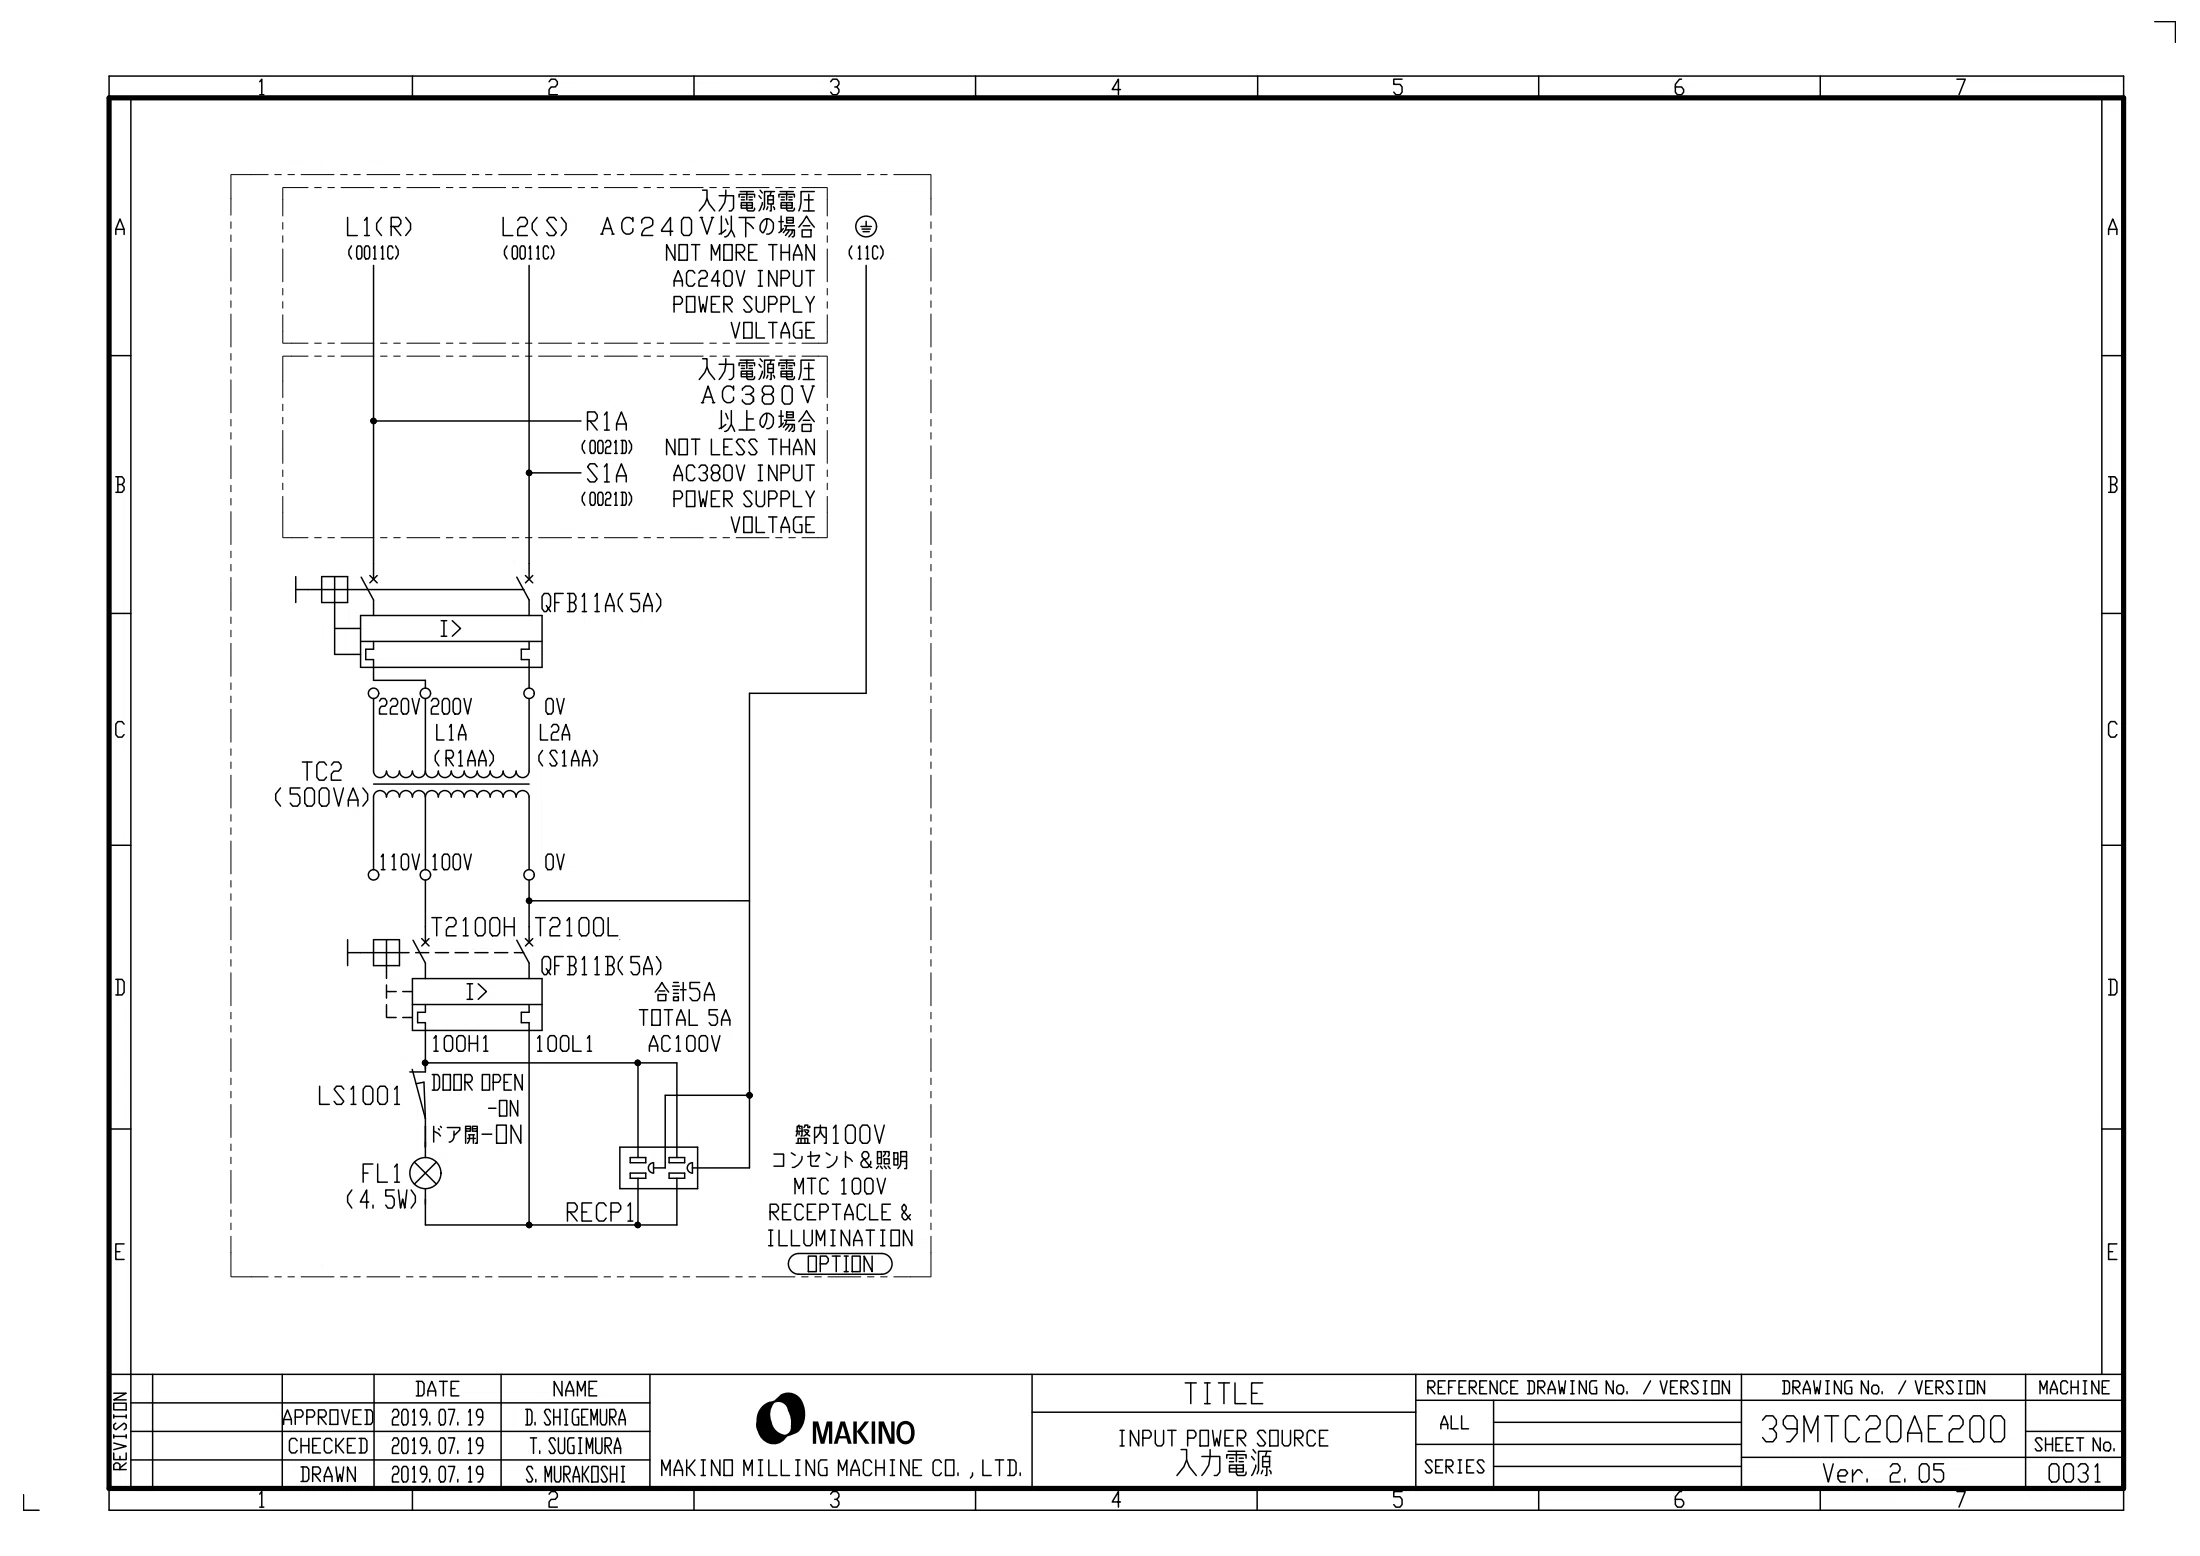 1 2 3 4 5 6 7
A A
B B
C C
D D
E E
入力電源電圧
L1(R) L2(S) AC240V以下の場合
(0011C) (0011C) NOT MORE THAN (11C)
AC240V INPUT
POWER SUPPLY
VOLTAGE
入力電源電圧
AC380V
R1A 以上の場合
(0021D) NOT LESS THAN
S1A AC380V INPUT
(0021D) POWER SUPPLY
VOLTAGE
QFB11A(5A)
I>
220V 200V 0V
L1A L2A
(R1AA) (S1AA)
TC2
(500VA)
110V 100V 0V
T2100H T2100L
QFB11B(5A)
I>
合計5A
TOTAL 5A
100H1 100L1 AC100V
LS1001 DOOR OPEN
-ON
ドア開-ON
FL1
(4.5W)
RECP1
盤内100V
コンセント&照明
MTC 100V
RECEPTACLE &
ILLUMINATION
OPTION
REVISION
DATE NAME
APPROVED 2019.07.19 D. SHIGEMURA
CHECKED 2019.07.19 T. SUGIMURA
DRAWN 2019.07.19 S. MURAKOSHI
MAKINO
MAKINO MILLING MACHINE CO., LTD.
TITLE
INPUT POWER SOURCE
入力電源
REFERENCE DRAWING No. / VERSION
ALL
SERIES
DRAWING No. / VERSION
39MTC20AE200
Ver. 2.05
MACHINE
SHEET No.
0031
1 2 3 4 5 6 7